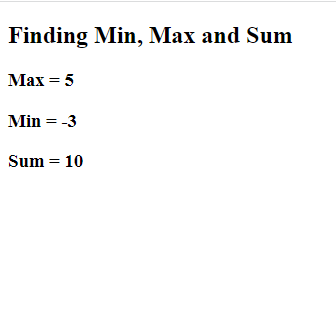 Finding Min, Max and Sum
Max = 5
Min = -3
Sum = 10